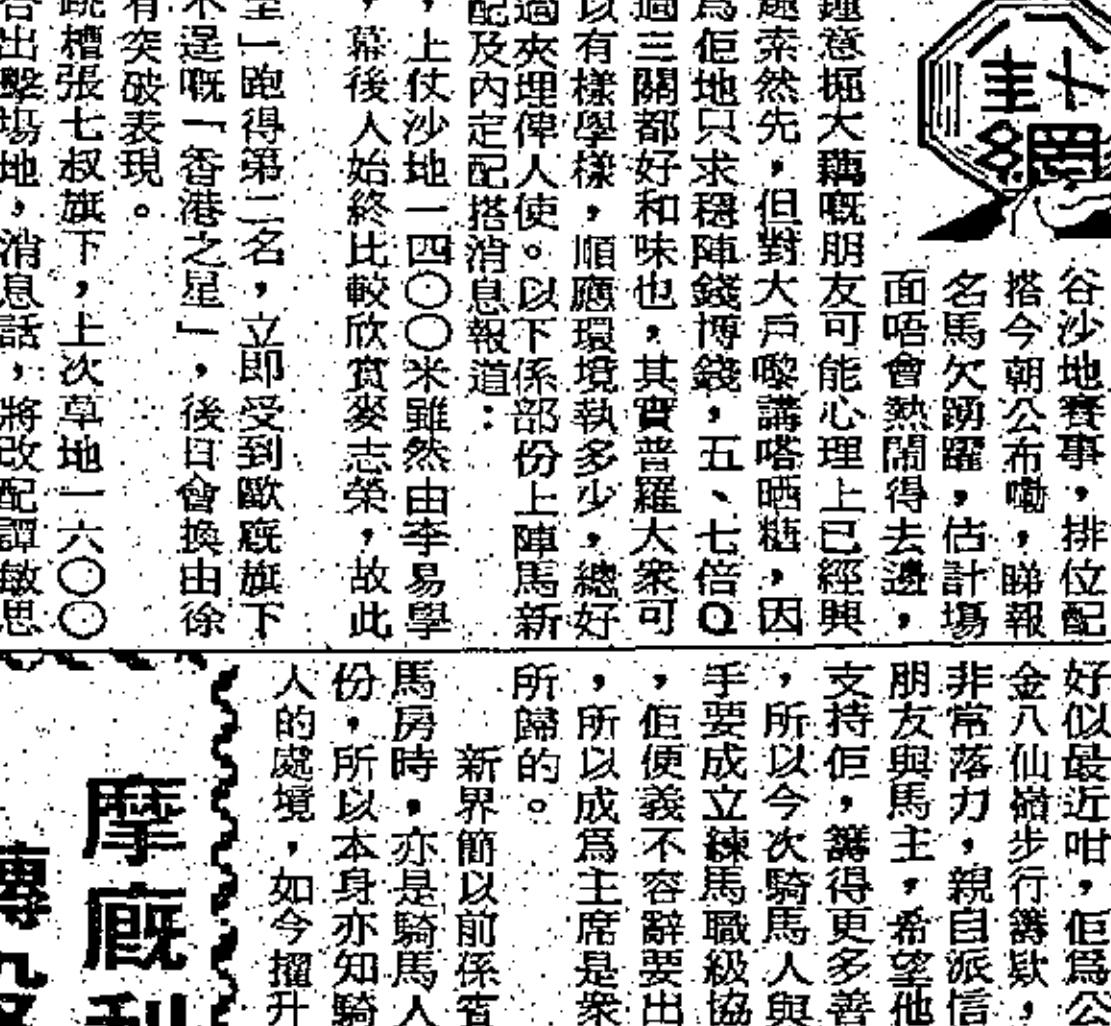 卦網
谷沙地賽事，排位配
搭今朝公布嘞，睇報
名馬欠踴躍，估計場
面唔會熱鬧得去邊，
鍾意掘大藕嘅朋友可能心理上已經興
趣索然先，但對大戶嚟講嗒晒糖，因
爲佢地只求穩陣錢博錢，五、七倍Q
過三關都好和味也，其實普羅大衆可
以有樣學樣，順應環境執多少，總好
過夾埋俾人使。以下係部份上陣馬新
配及內定配搭消息報道：
，上仗沙地一四〇〇米雖然由李易學
，幕後人始終比較欣賞麥志榮，故此
」跑得第二名，立即受到歐廐旗下
不逞嘅「香港之星」，後日會換由徐
有突破表現。
跳槽張七叔旗下，上次草地一六〇〇
出擊場地，消息話，將改配譚敏思
好似最近咁，佢爲公
金八仙嶺步行籌欵，
非常落力，親自派信
朋友與馬主，希望他
支持佢，籌得更多善
，所以今次騎馬人與
手要成立練馬職級協
，佢便義不容辭要出
，所以成爲主席是衆
所歸的。
新界簡以前係
馬房時，亦是騎馬人
份，所以本身亦知騎
人的處境，如今擢升
摩廐利